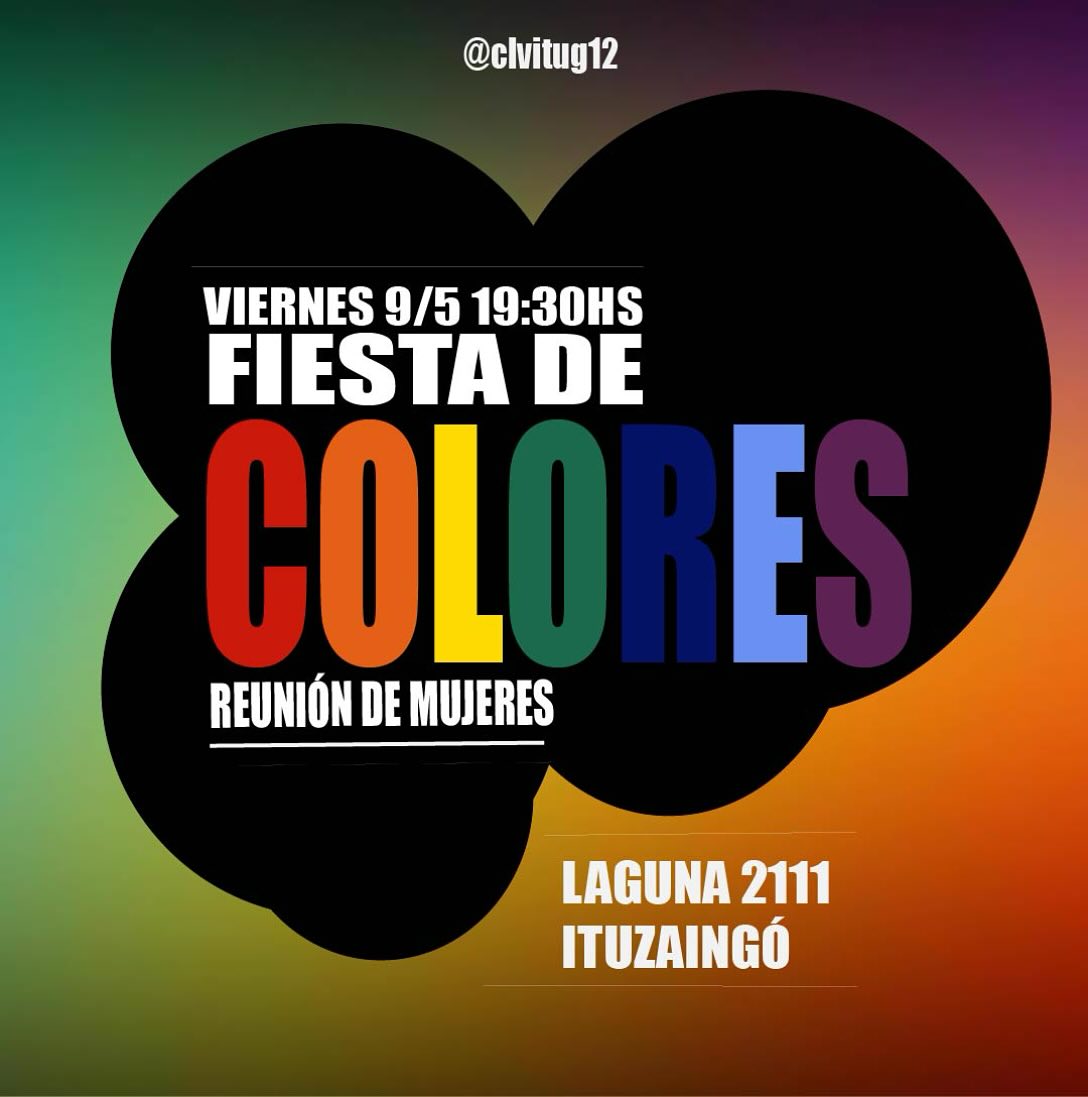 @clvitug12
VIERNES 9/5 19:30HS
FIESTA DE
COLORES
REUNIÓN DE MUJERES
LAGUNA 2111
ITUZAINGÓ